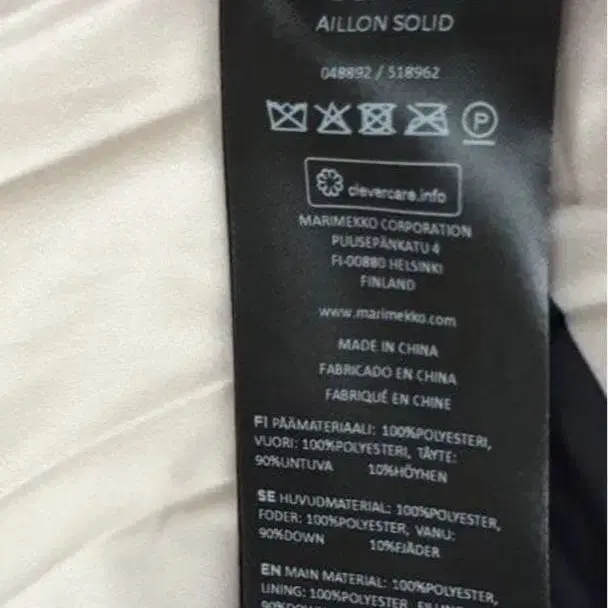 AILLON SOLID
048892 / 518962
P
clevercare.info
MARIMEKKO CORPORATION
PUUSEPÄNKATU 4
FI-00880 HELSINKI
FINLAND
www.marimekko.com
MADE IN CHINA
FABRICADO EN CHINA
FABRIQUÉ EN CHINE
FI PÄÄMATERIAALI: 100%POLYESTERI,
VUORI: 100%POLYESTERI, TÄYTE:
90%UNTUVA 10%HÖYHEN
SE HUVUDMATERIAL: 100%POLYESTER,
FODER: 100%POLYESTER, VANU:
90%DOWN 10%FJÄDER
EN MAIN MATERIAL: 100%POLYESTER,
LINING: 100%POLYESTER,